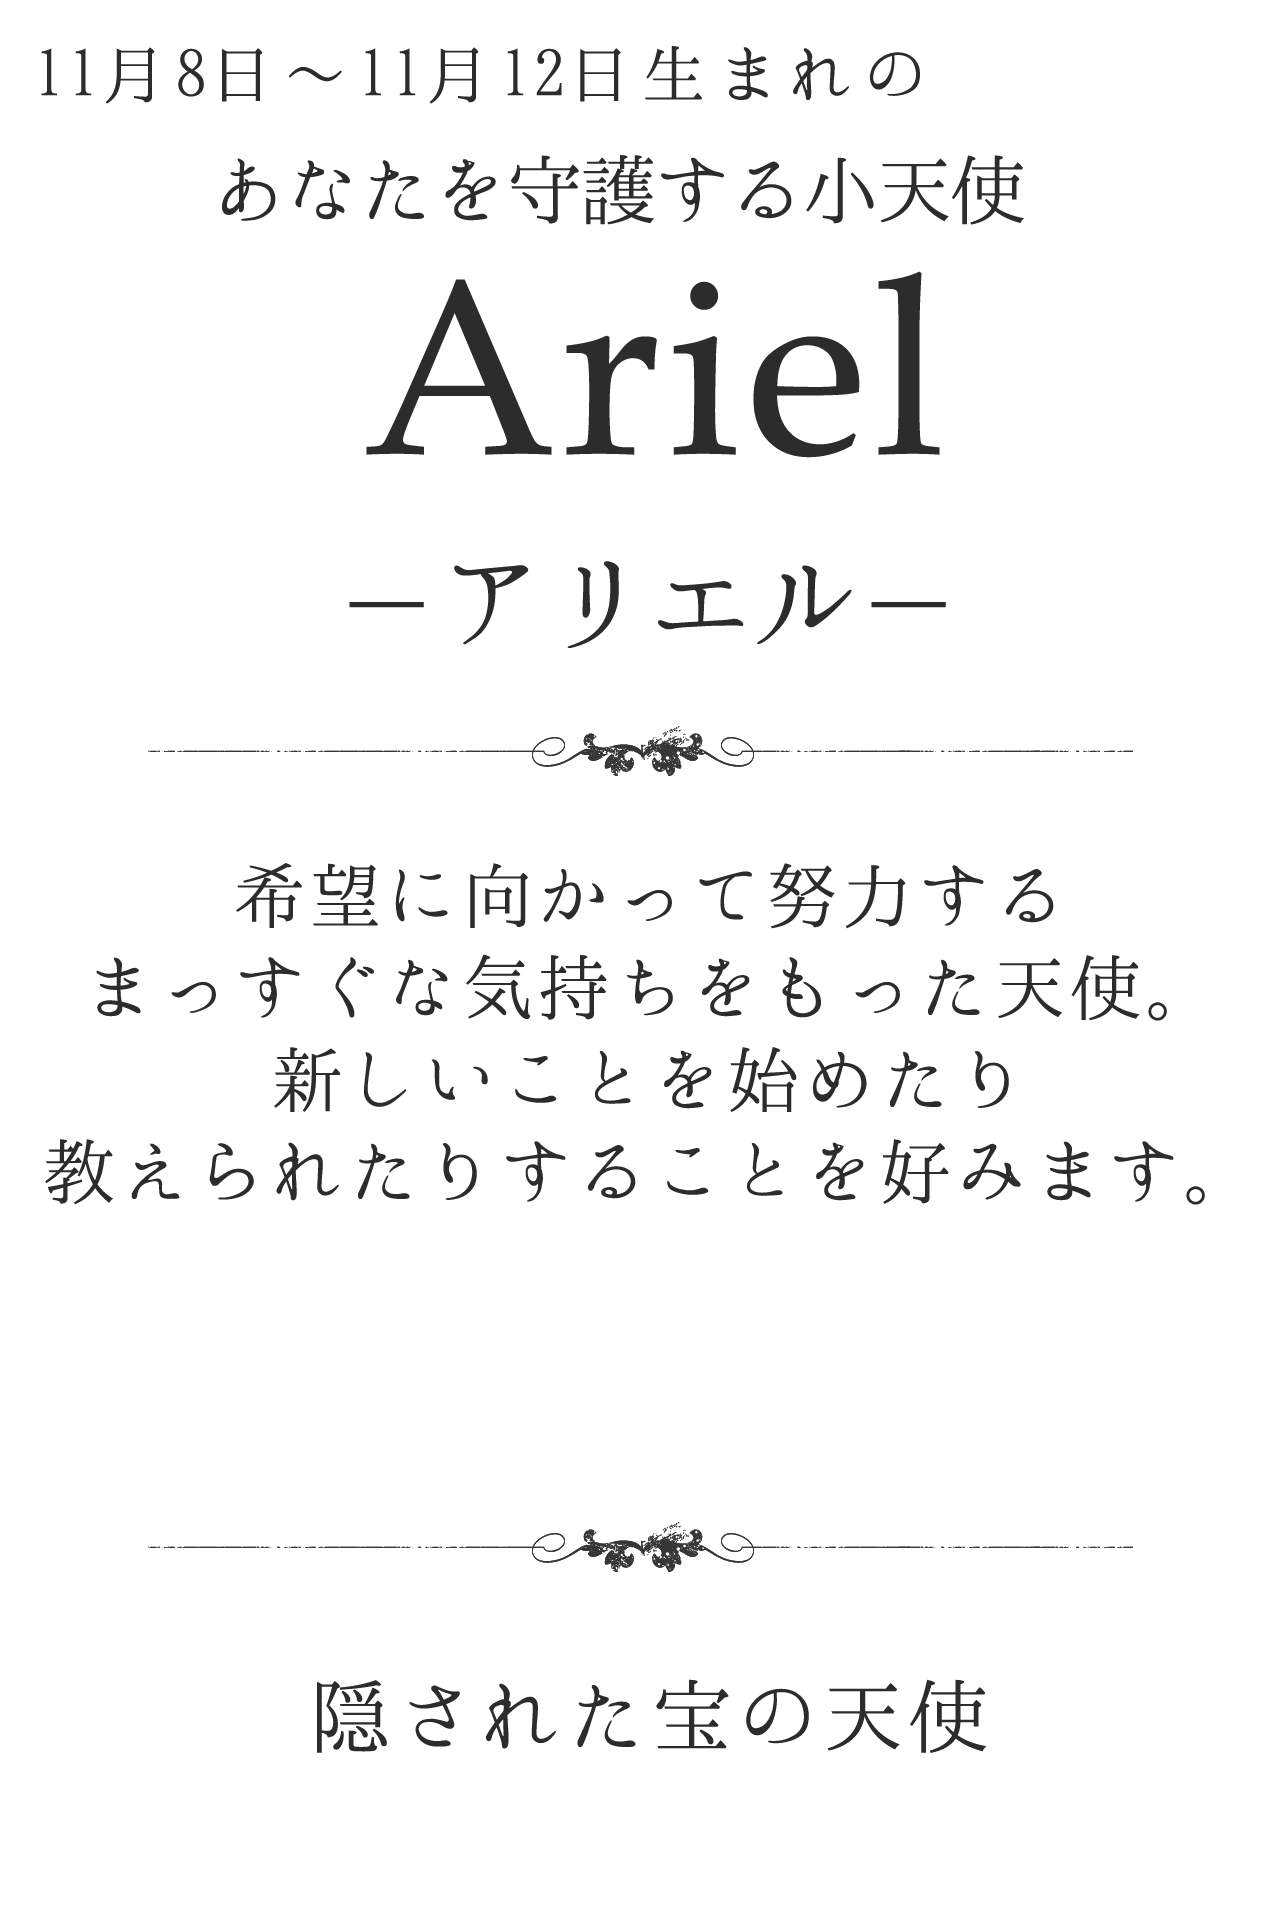 11月8日〜11月12日生まれの
あなたを守護する小天使
Ariel
―アリエル―
希望に向かって努力する
まっすぐな気持ちをもった天使。
新しいことを始めたり
教えられたりすることを好みます。
隠された宝の天使